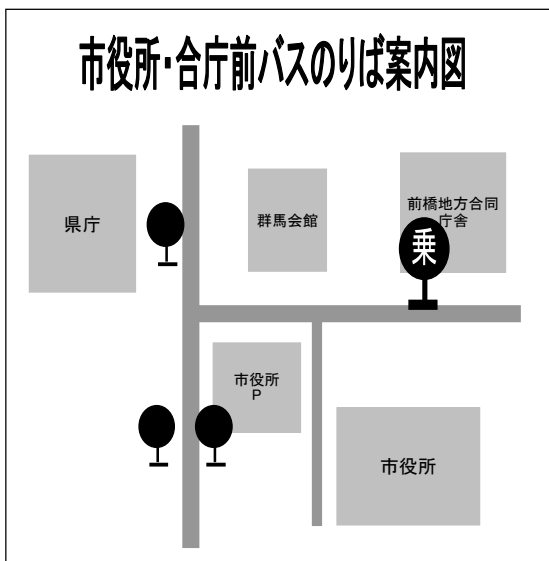 市役所・合庁前バスのりば案内図
県庁
群馬会館
前橋地方合同
庁舎
乗
市役所
P
市役所